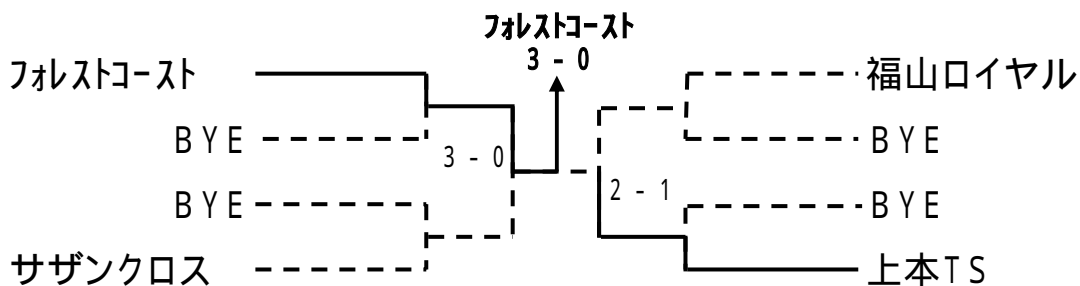 フォレストコースト
3 - 0
フォレストコースト
福山ロイヤル
BYE
BYE
3 - 0
2 - 1
BYE
BYE
サザンクロス
上本TS